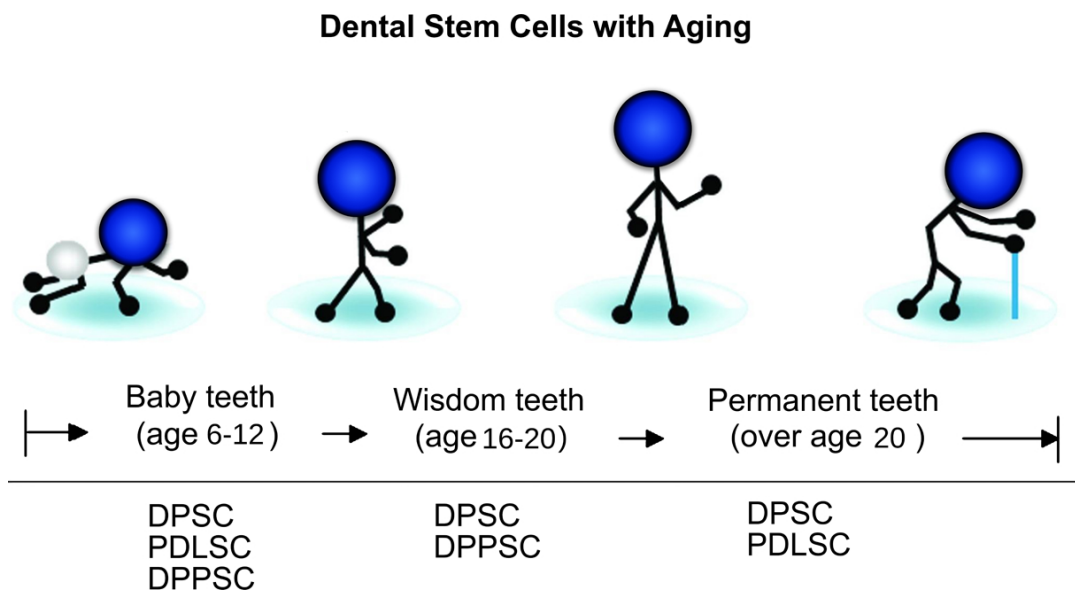 Dental Stem Cells with Aging
Baby teeth
(age 6-12 )
Wisdom teeth
(age 16-20)
Permanent teeth
(over age 20 )
DPSC
PDLSC
DPPSC
DPSC
DPPSC
DPSC
PDLSC